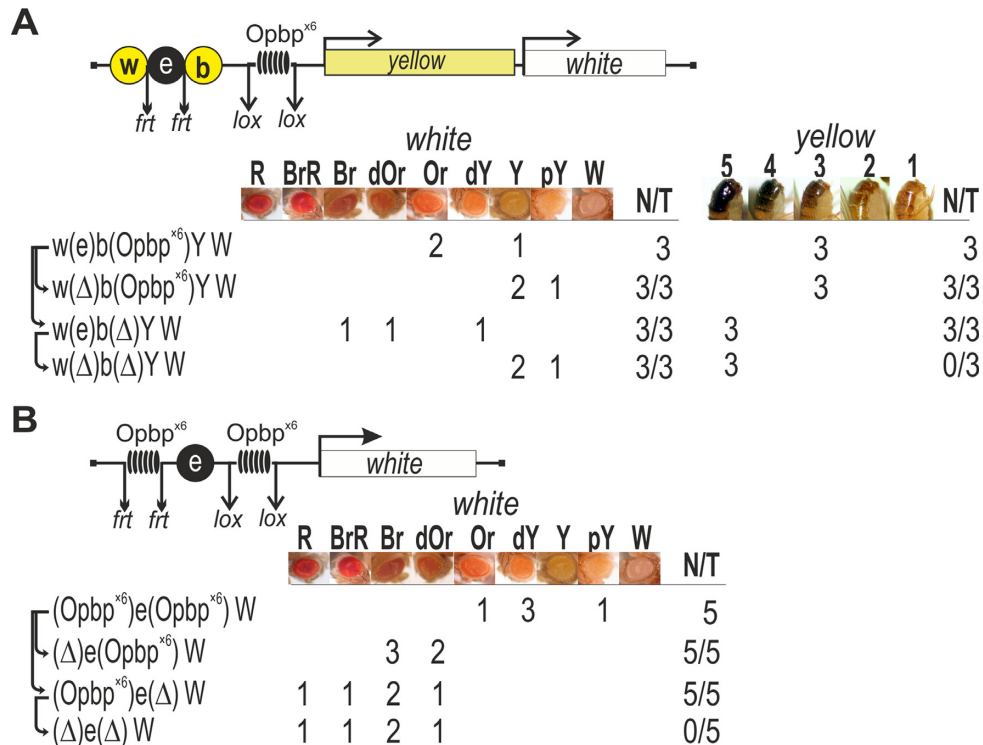 A
Opbp^x6
w e b yellow white
frt frt lox lox
white yellow
R BrR Br dOr Or dY Y pY W N/T 5 4 3 2 1 N/T
w(e)b(Opbp^x6)Y W 2 1 3 3 3
w(Δ)b(Opbp^x6)Y W 2 1 3/3 3 3/3
w(e)b(Δ)Y W 1 1 1 3/3 3 3/3
w(Δ)b(Δ)Y W 2 1 3/3 3 0/3
B
Opbp^x6 Opbp^x6
e white
frt frt lox lox
white
R BrR Br dOr Or dY Y pY W N/T
(Opbp^x6)e(Opbp^x6) W 1 3 1 5
(Δ)e(Opbp^x6) W 3 2 5/5
(Opbp^x6)e(Δ) W 1 1 2 1 5/5
(Δ)e(Δ) W 1 1 2 1 0/5